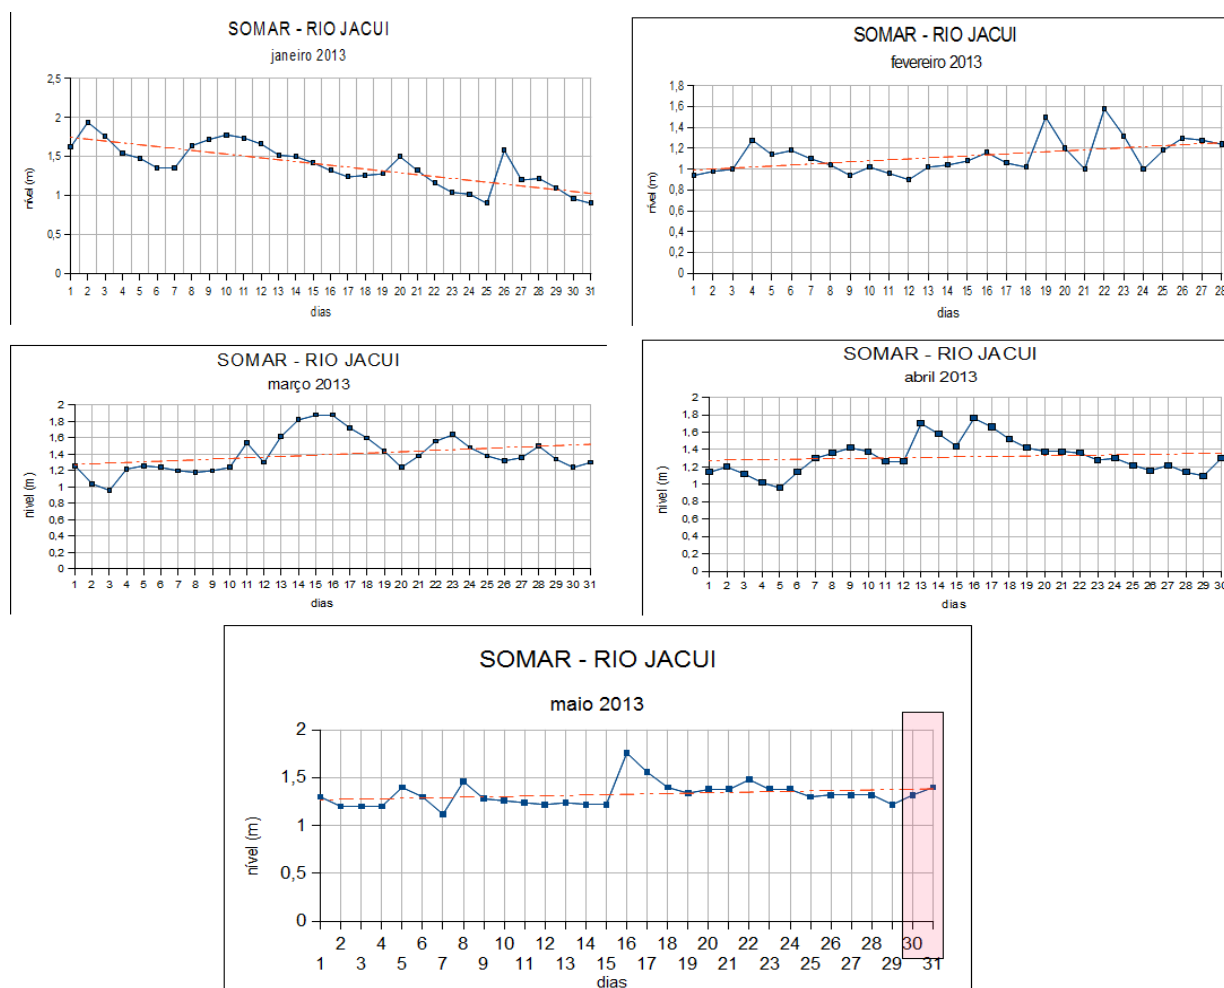 SOMAR - RIO JACUI
janeiro 2013
nível (m)
2,5
2
1,5
1
0,5
0
1 2 3 4 5 6 7 8 9 10 11 12 13 14 15 16 17 18 19 20 21 22 23 24 25 26 27 28 29 30 31
dias
SOMAR - RIO JACUI
fevereiro 2013
nível (m)
1,8
1,6
1,4
1,2
1
0,8
0,6
0,4
0,2
0
1 2 3 4 5 6 7 8 9 10 11 12 13 14 15 16 17 18 19 20 21 22 23 24 25 26 27 28
dias
SOMAR - RIO JACUI
março 2013
nível (m)
2
1,8
1,6
1,4
1,2
1
0,8
0,6
0,4
0,2
0
1 2 3 4 5 6 7 8 9 10 11 12 13 14 15 16 17 18 19 20 21 22 23 24 25 26 27 28 29 30 31
dias
SOMAR - RIO JACUI
abril 2013
nível (m)
2
1,8
1,6
1,4
1,2
1
0,8
0,6
0,4
0,2
0
1 2 3 4 5 6 7 8 9 10 11 12 13 14 15 16 17 18 19 20 21 22 23 24 25 26 27 28 29 30
dias
SOMAR - RIO JACUI
maio 2013
nível (m)
2
1,5
1
0,5
0
2 4 6 8 10 12 14 16 18 20 22 24 26 28 30
1 3 5 7 9 11 13 15 17 19 21 23 25 27 29 31
dias